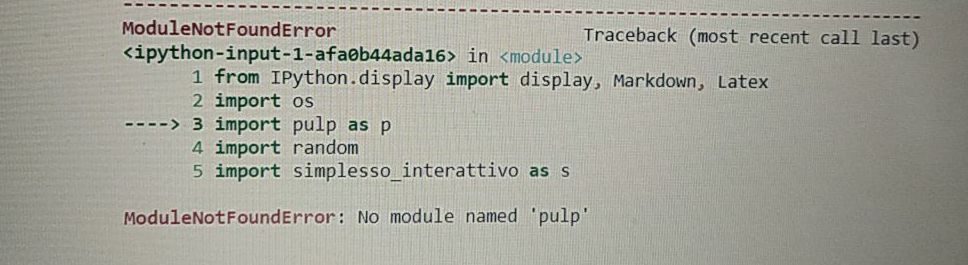 ---------------------------------------------------------------------------
ModuleNotFoundError                       Traceback (most recent call last)
<ipython-input-1-afa0b44ada16> in <module>
      1 from IPython.display import display, Markdown, Latex
      2 import os
----> 3 import pulp as p
      4 import random
      5 import simplesso_interattivo as s
ModuleNotFoundError: No module named 'pulp'